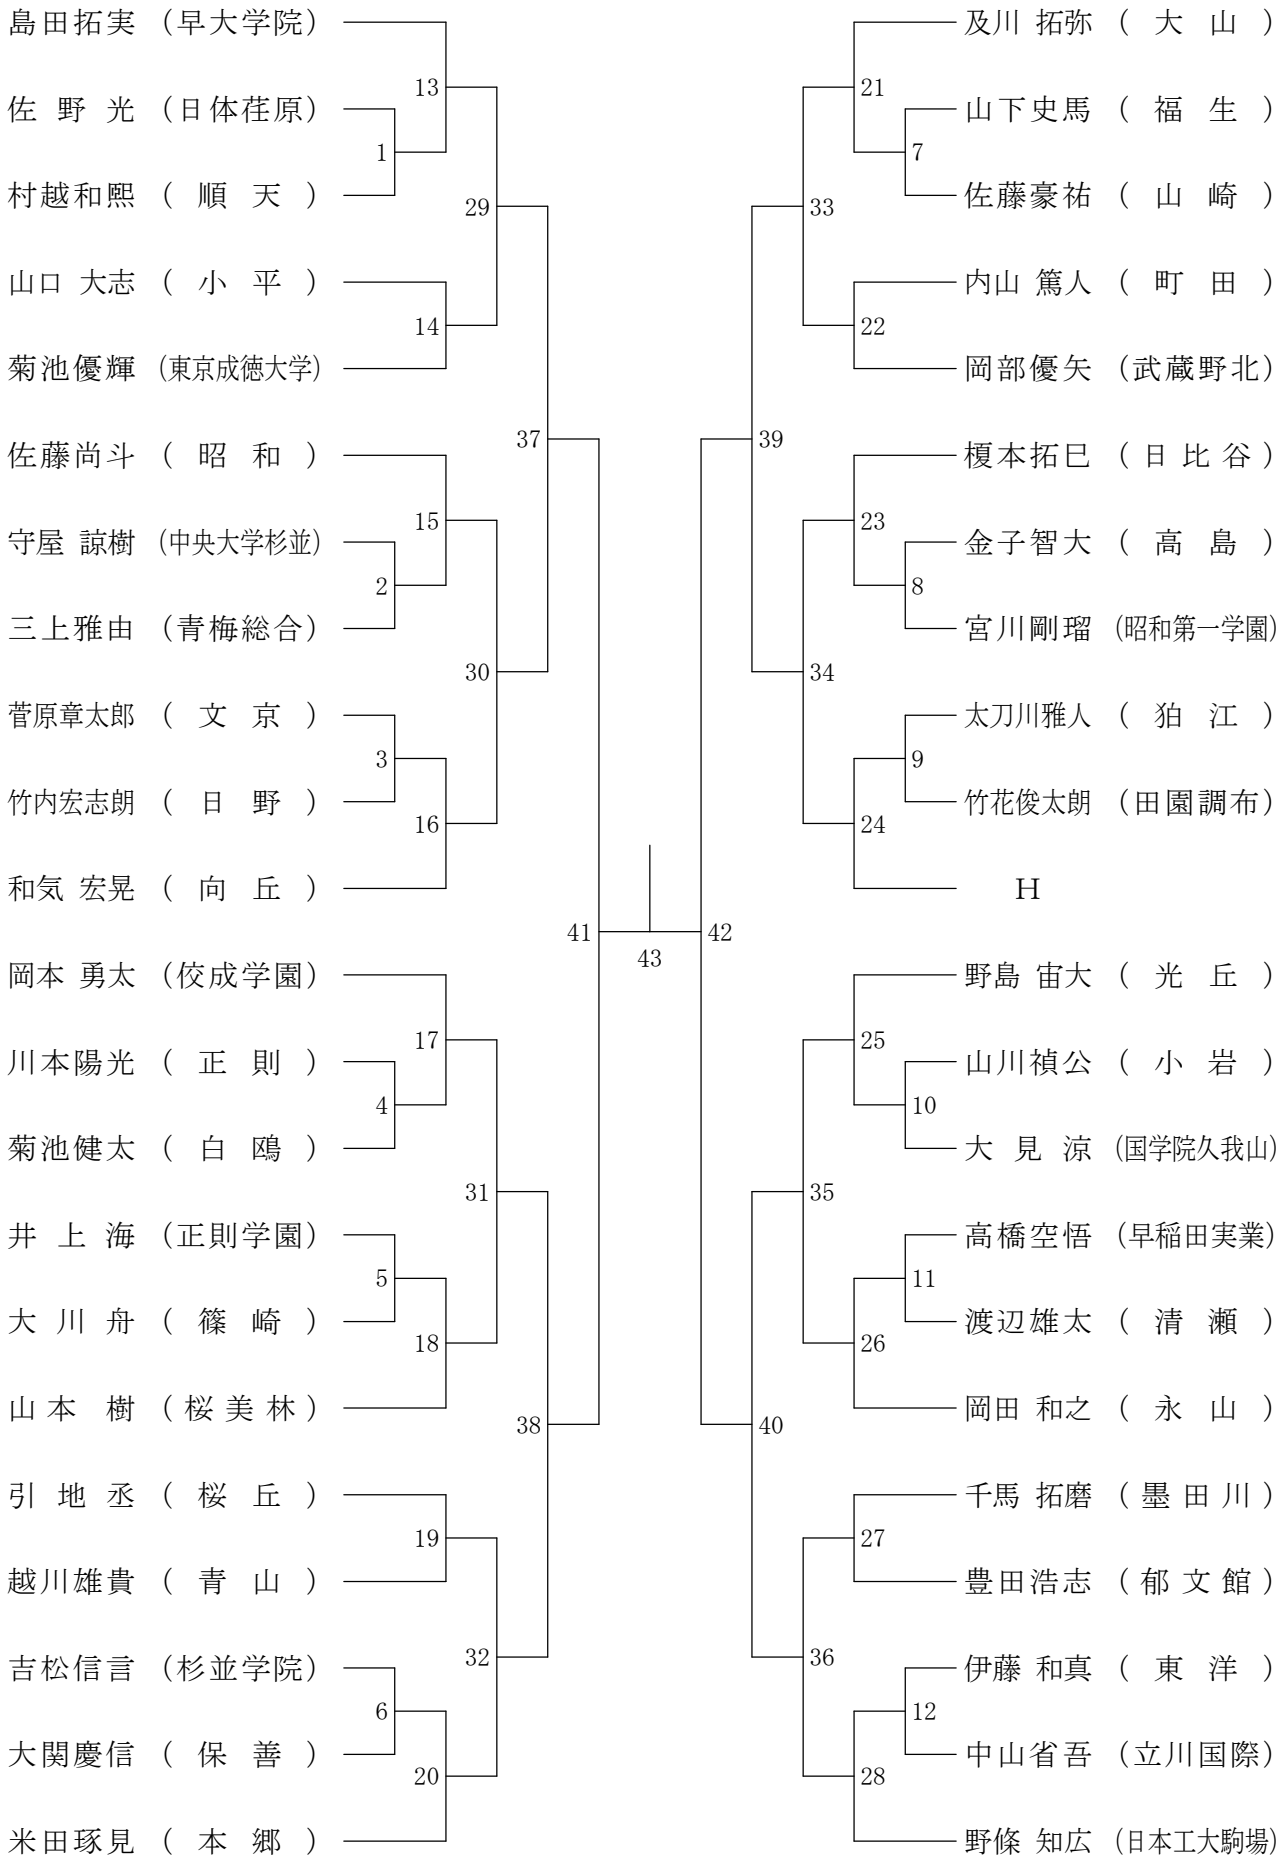 島田拓実 (早大学院)
13
佐野光 (日体荏原)
1
村越和熙 (順天)
29
山口 大志 (小平)
14
菊池優輝 (東京成徳大学)
37
佐藤尚斗 (昭和)
15
守屋 諒樹 (中央大学杉並)
2
三上雅由 (青梅総合)
30
菅原章太郎 (文京)
3
竹内宏志朗 (日野)
16
和気 宏晃 (向丘)
41
岡本 勇太 (佼成学園)
17
川本陽光 (正則)
4
菊池健太 (白鴎)
31
井上海 (正則学園)
5
大川舟 (篠崎)
18
山本 樹 (桜美林)
38
引地丞 (桜丘)
19
越川雄貴 (青山)
32
吉松信言 (杉並学院)
6
大関慶信 (保善)
20
米田琢見 (本郷)
43
及川 拓弥 (大山)
21
山下史馬 (福生)
7
佐藤豪祐 (山崎)
33
内山 篤人 (町田)
22
岡部優矢 (武蔵野北)
39
榎本拓巳 (日比谷)
23
金子智大 (高島)
8
宮川剛瑠 (昭和第一学園)
34
太刀川雅人 (狛江)
9
竹花俊太朗 (田園調布)
24
H
42
野島 宙大 (光丘)
25
山川禎公 (小岩)
10
大見涼 (国学院久我山)
35
高橋空悟 (早稲田実業)
11
渡辺雄太 (清瀬)
26
岡田 和之 (永山)
40
千馬 拓磨 (墨田川)
27
豊田浩志 (郁文館)
36
伊藤 和真 (東洋)
12
中山省吾 (立川国際)
28
野條 知広 (日本工大駒場)